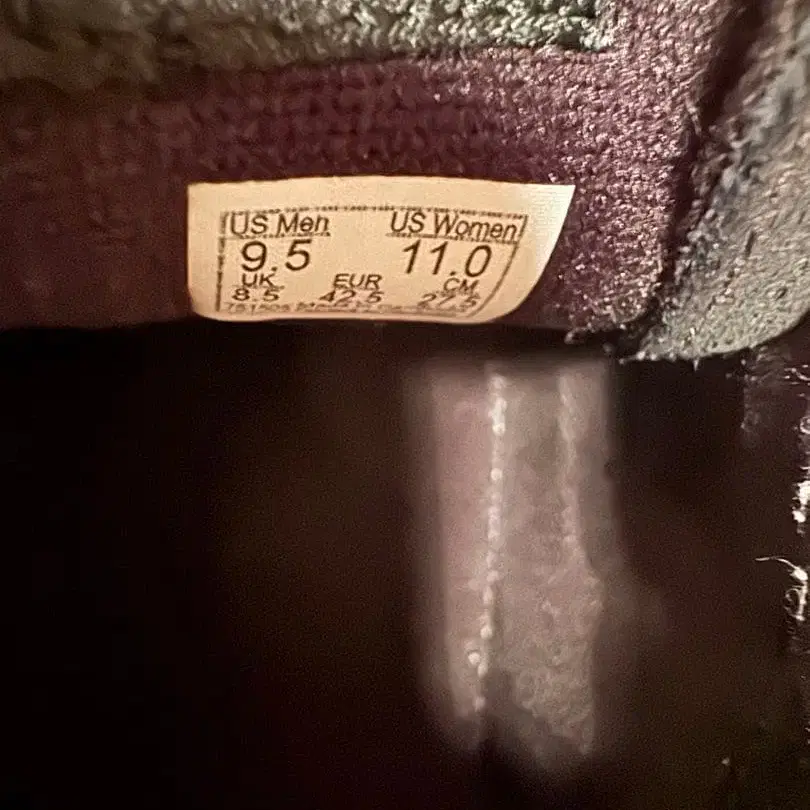 US Men US Women
9.5 11.0
UK EUR CM
8.5 42.5 27.5